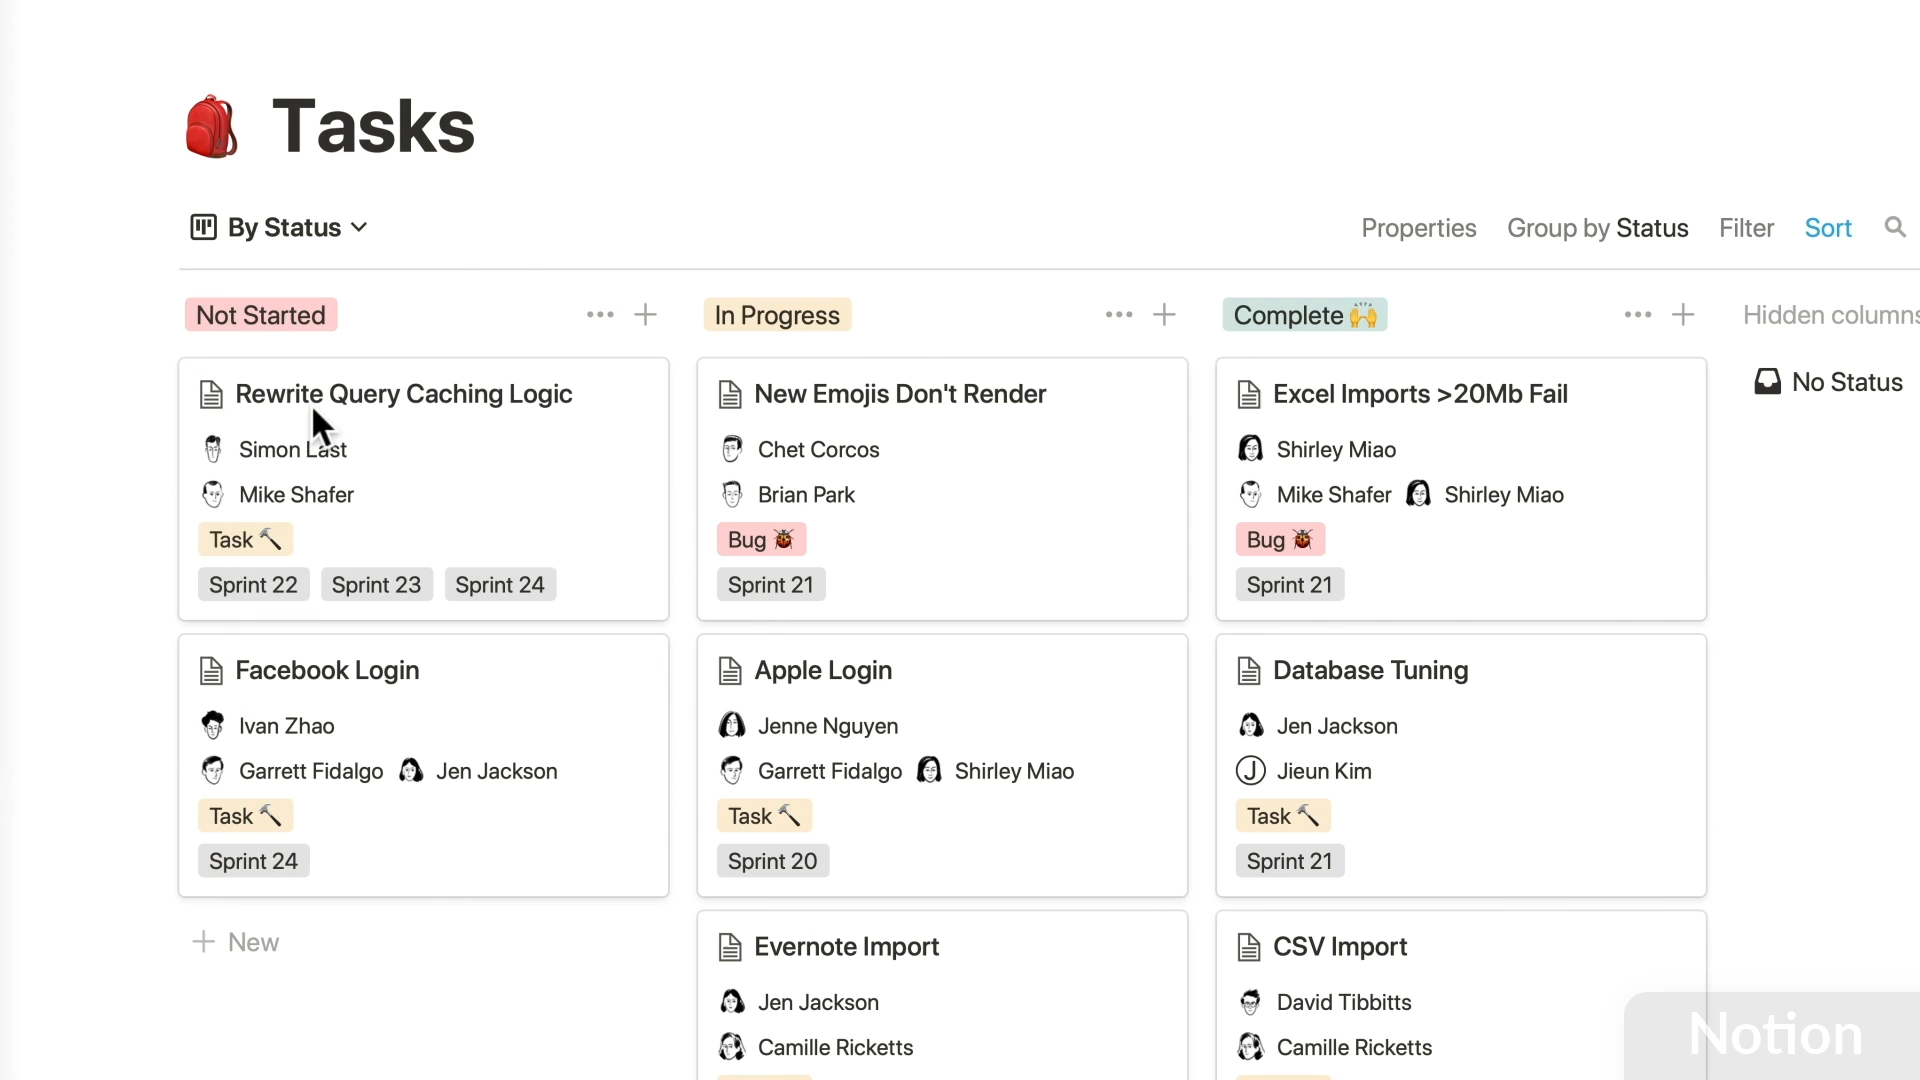 Tasks
By Status
Properties Group by Status Filter Sort
Not Started
In Progress
Complete 🙌
Hidden columns
Rewrite Query Caching Logic
Simon Last
Mike Shafer
Task 🔨
Sprint 22 Sprint 23 Sprint 24
Facebook Login
Ivan Zhao
Garrett Fidalgo Jen Jackson
Task 🔨
Sprint 24
+ New
New Emojis Don't Render
Chet Corcos
Brian Park
Bug 🐞
Sprint 21
Apple Login
Jenne Nguyen
Garrett Fidalgo Shirley Miao
Task 🔨
Sprint 20
Evernote Import
Jen Jackson
Camille Ricketts
Excel Imports >20Mb Fail
Shirley Miao
Mike Shafer Shirley Miao
Bug 🐞
Sprint 21
Database Tuning
Jen Jackson
J Jieun Kim
Task 🔨
Sprint 21
CSV Import
David Tibbitts
Camille Ricketts
No Status
Notion